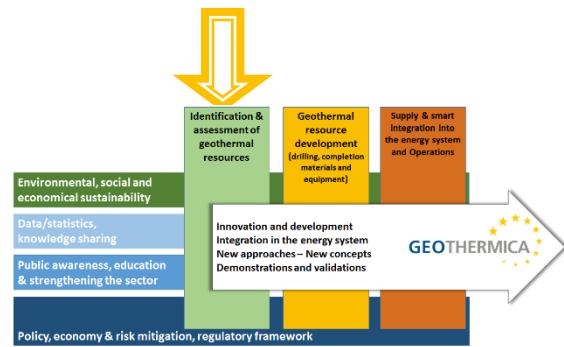 Identification &
assessment of
geothermal
resources
Geothermal
resource
development
(drilling, completion
materials and
equipment)
Supply & smart
integration into
the energy system
and Operations
Environmental, social and
economical sustainability
Data/statistics,
knowledge sharing
Public awareness, education
& strengthening the sector
Innovation and development
Integration in the energy system
New approaches – New concepts
Demonstrations and validations
GEOTHERMICA
Policy, economy & risk mitigation, regulatory framework